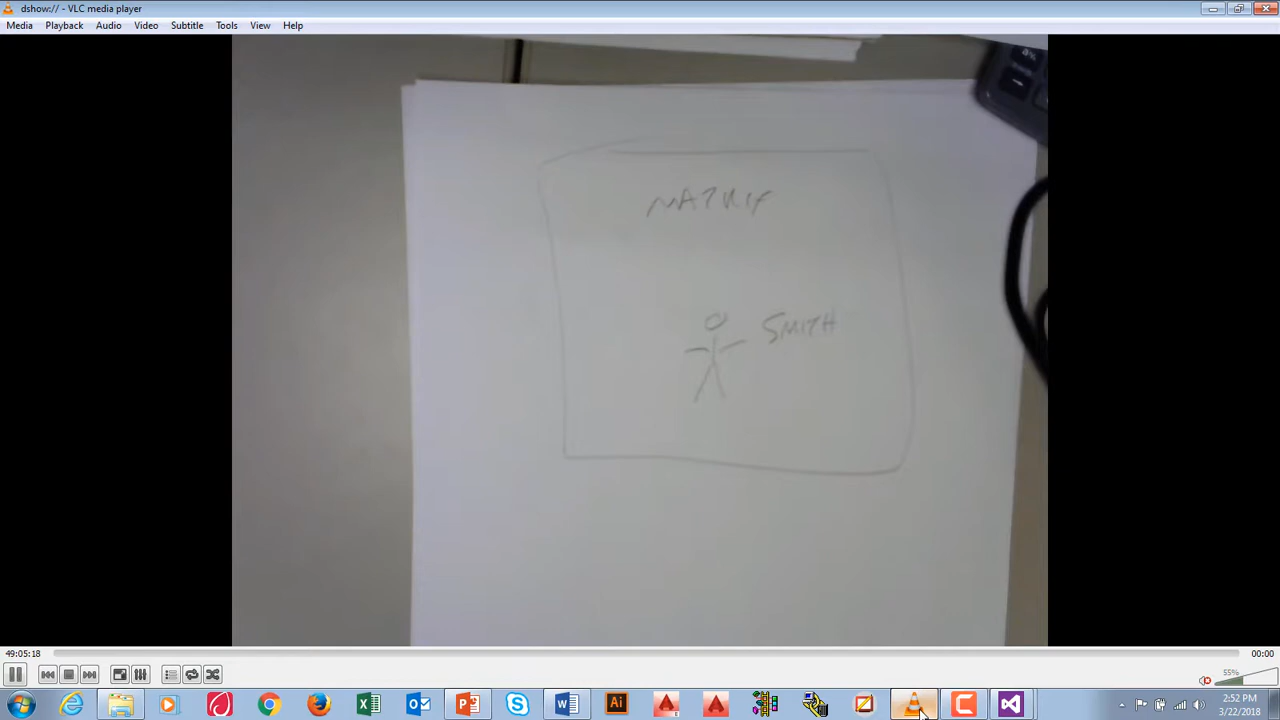 dshow:// - VLC media player
Media Playback Audio Video Subtitle Tools View Help
MATRIX
SMITH
49:05:18
00:00
55%
2:52 PM
3/22/2018